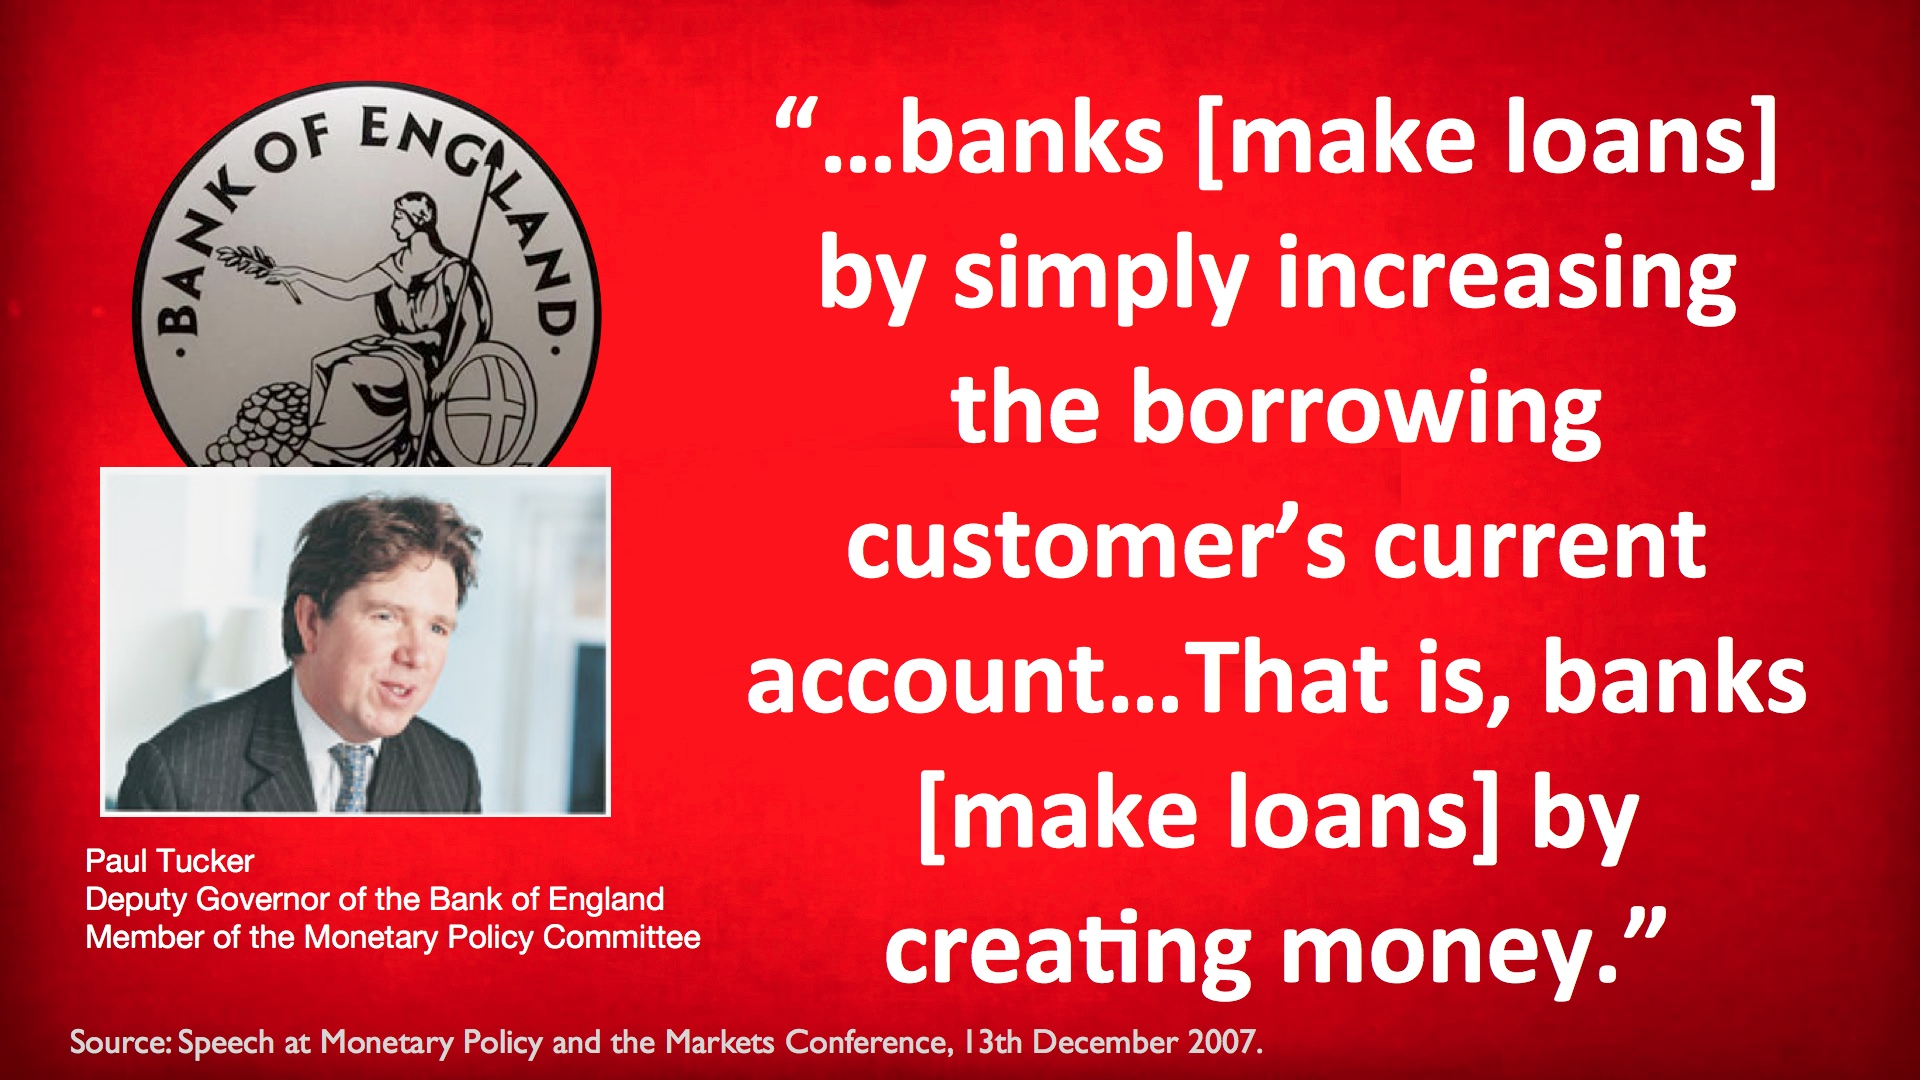 BANK OF ENGLAND
“...banks [make loans]
by simply increasing
the borrowing
customer’s current
account...That is, banks
[make loans] by
creating money.”
Paul Tucker
Deputy Governor of the Bank of England
Member of the Monetary Policy Committee
Source: Speech at Monetary Policy and the Markets Conference, 13th December 2007.